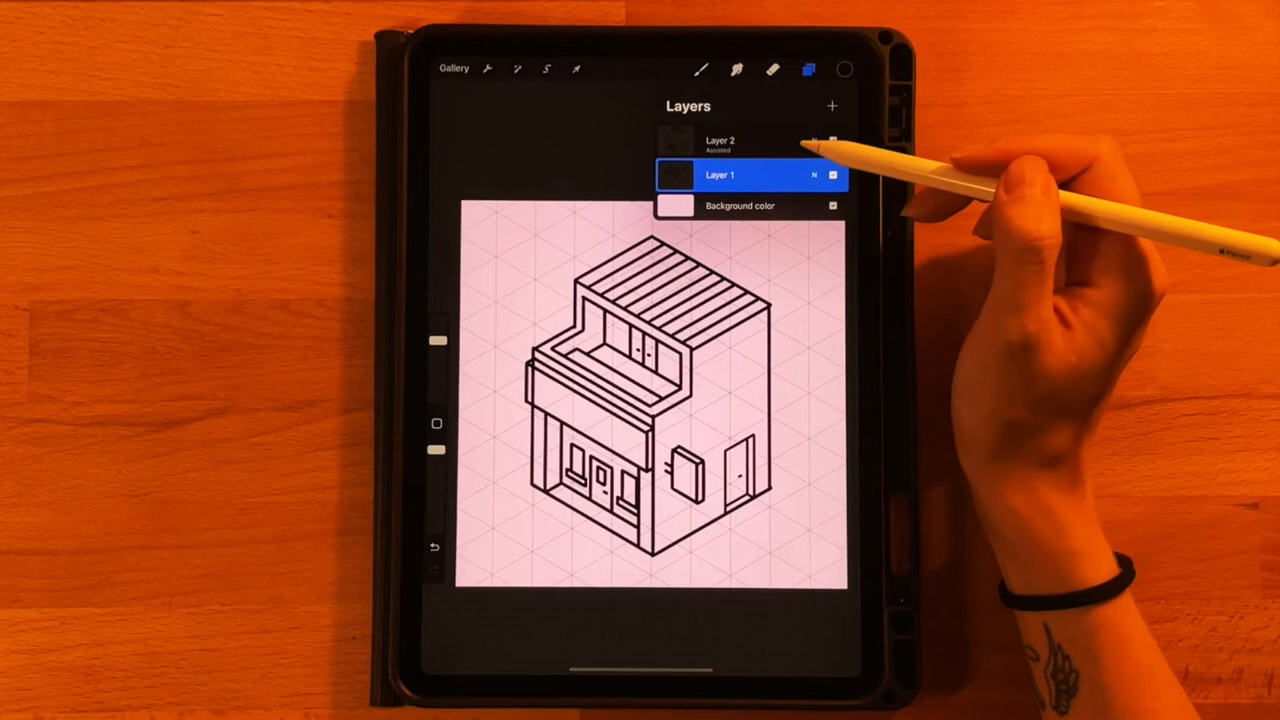 Gallery
Layers
Layer 2
N
Assisted
Layer 1
N
Background color